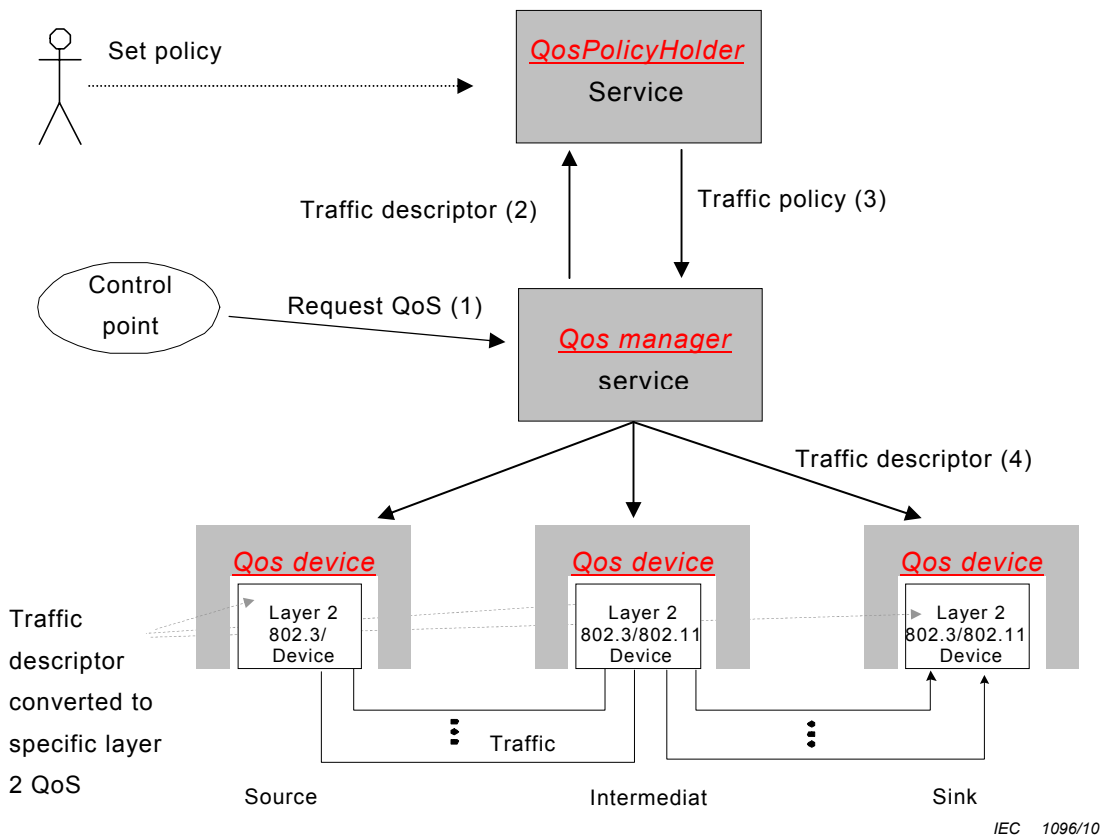 Set policy
QosPolicyHolder
Service
Traffic descriptor (2)
Traffic policy (3)
Control
point
Request QoS (1)
Qos manager
service
Traffic descriptor (4)
Qos device
Layer 2
802.3/
Device
Qos device
Layer 2
802.3/802.11
Device
Qos device
Layer 2
802.3/802.11
Device
Traffic
descriptor
converted to
specific layer
2 QoS
Traffic
Source
Intermediat
Sink
IEC 1096/10